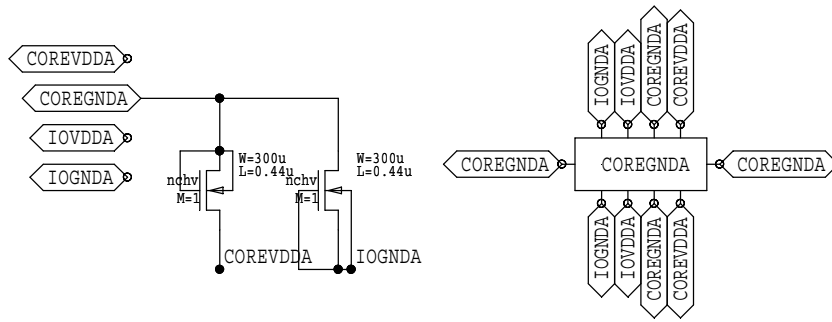 COREVDDA
COREGNDA
IOVDDA
IOGNDA
W=300u
L=0.44u
nchv
M=1
COREVDDA
W=300u
L=0.44u
nchv
M=1
IOGNDA
IOGNDA
IOVDDA
COREGNDA
COREVDDA
COREGNDA
COREGNDA
COREGNDA
IOGNDA
IOVDDA
COREGNDA
COREVDDA